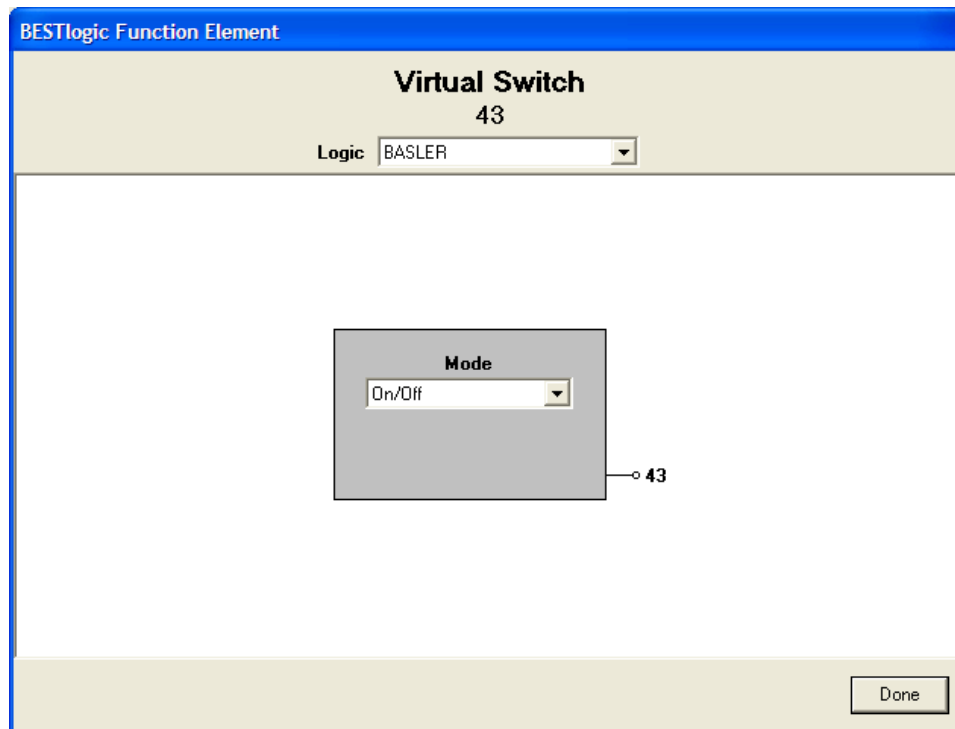 BESTlogic Function Element
Virtual Switch
43
Logic BASLER
Mode
On/Off
43
Done